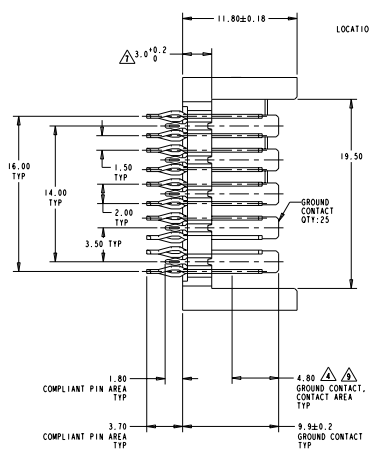 11.80±0.18
LOCATIO
1 3.0 +0.2 0
16.00
TYP
14.00
TYP
1.50
TYP
2.00
TYP
3.50 TYP
19.50
GROUND
CONTACT
QTY:25
1.80
COMPLIANT PIN AREA
TYP
4.80 4 9
GROUND CONTACT,
CONTACT AREA
TYP
3.70
COMPLIANT PIN AREA
TYP
9.9±0.2
GROUND CONTACT
TYP